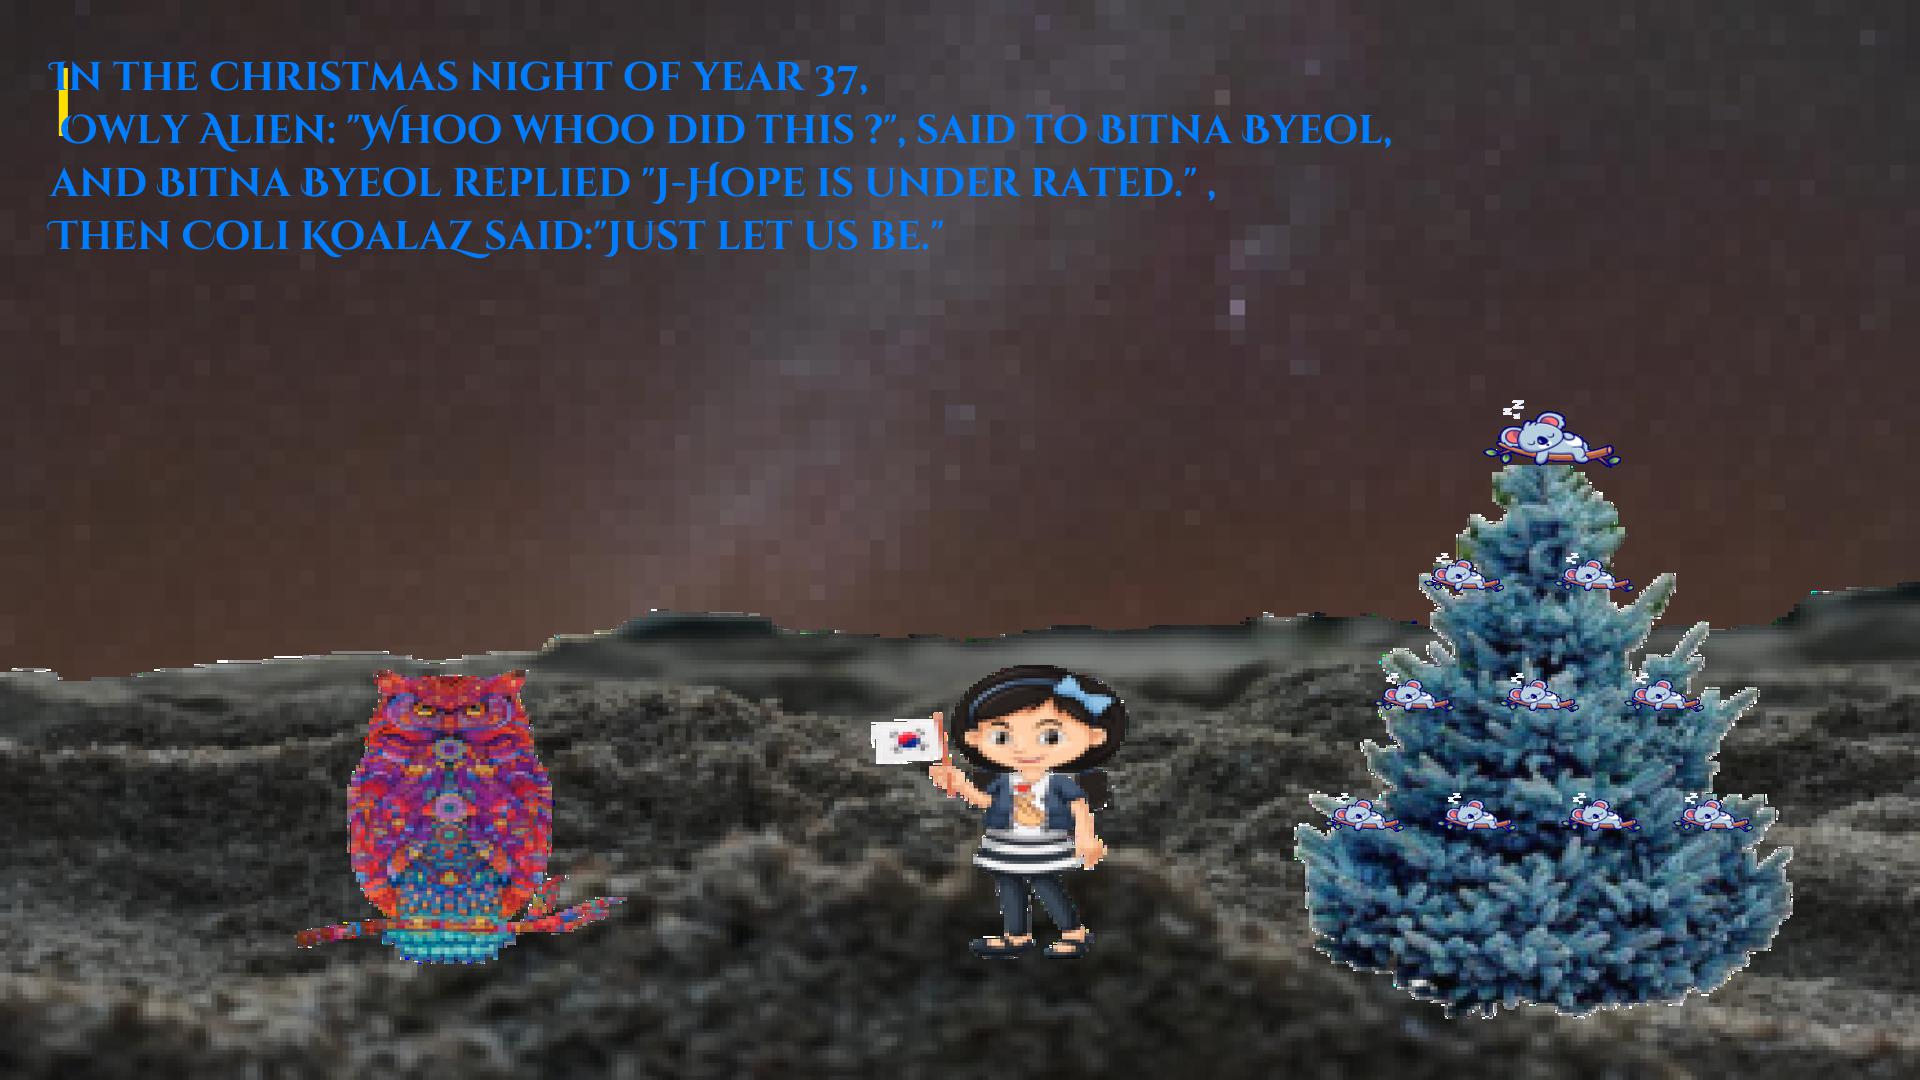 In the Christmas night of year 37,
Owly Alien: "Whoo whoo did this ?", said to Bitna Byeol,
and Bitna Byeol replied "J-Hope is under rated." ,
Then Coli KoalaZ said:"Just let us be."